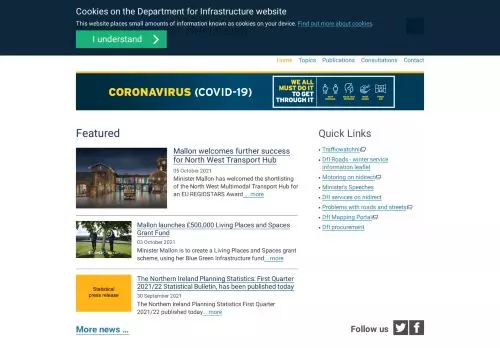 Cookies on the Department for Infrastructure website
This website places small amounts of information known as cookies on your device. Find out more about cookies.
I understand
Home Topics Publications Consultations Contact
CORONAVIRUS (COVID-19)
WE ALL
MUST DO IT
TO GET
THROUGH IT
Featured
Mallon welcomes further success
for North West Transport Hub
05 October 2021
Minister Mallon has welcomed the shortlisting
of the North West Multimodal Transport Hub for
an EU REGIOSTARS Award ... more
Mallon launches £500,000 Living Places and Spaces
Grant Fund
03 October 2021
Minister Mallon is to create a Living Places and Spaces grant
scheme, using her Blue Green Infrastructure fund...more
Statistical
press release
The Northern Ireland Planning Statistics: First Quarter
2021/22 Statistical Bulletin, has been published today
30 September 2021
The Northern Ireland Planning Statistics First Quarter
2021/22 published today... more
More news ...
Quick Links
Trafficwatchni
DfI Roads - winter service
information leaflet
Motoring on nidirect
Minister's Speeches
DfI services on nidirect
Problems with roads and streets
DfI Mapping Portal
DfI procurement
Follow us